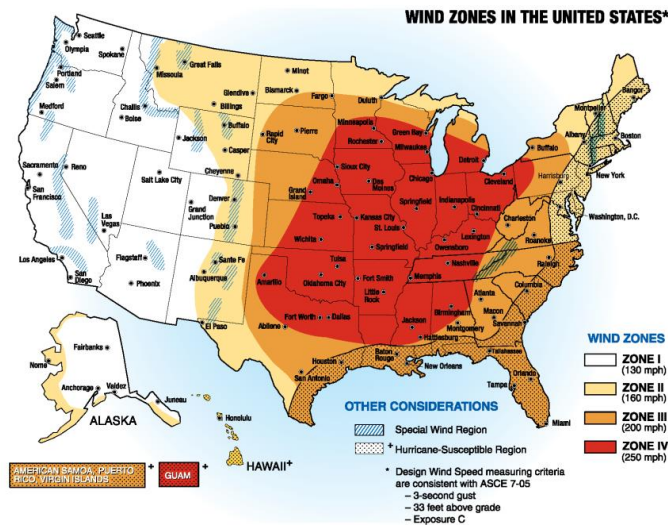 WIND ZONES IN THE UNITED STATES*
Seattle
Olympia
Spokane
Portland
Salem
Medford
Missoula
Great Falls
Challis
Boise
Glendive
Billings
Minot
Bismarck
Fargo
Duluth
Jackson
Buffalo
Casper
Rapid City
Pierre
Minneapolis
Rochester
Green Bay
Milwaukee
Detroit
Buffalo
Albany
Montpelier
Bangor
Boston
New York
Harrisburg
Washington, D.C.
Sacramento
San Francisco
Reno
Salt Lake City
Cheyenne
Grand Junction
Denver
Pueblo
Grand Island
Sioux City
Omaha
Des Moines
Chicago
Cleveland
Springfield
Indianapolis
Cincinnati
Charleston
Roanoke
Raleigh
Las Vegas
Los Angeles
San Diego
Flagstaff
Phoenix
Santa Fe
Albuquerque
El Paso
Topeka
Kansas City
St. Louis
Wichita
Springfield
Owensboro
Lexington
Nashville
Tulsa
Amarillo
Oklahoma City
Fort Smith
Little Rock
Memphis
Columbia
Atlanta
Macon
Savannah
Birmingham
Montgomery
Jackson
Hattiesburg
Fort Worth
Dallas
Abilene
San Antonio
Houston
Baton Rouge
New Orleans
Tallahassee
Orlando
Tampa
Miami
Nome
Fairbanks
Anchorage
Valdez
Juneau
ALASKA
Honolulu
HAWAII+
AMERICAN SAMOA, PUERTO
RICO, VIRGIN ISLANDS
+
GUAM
+
OTHER CONSIDERATIONS
Special Wind Region
+ Hurricane-Susceptible Region
* Design Wind Speed measuring criteria
are consistent with ASCE 7-05
– 3-second gust
– 33 feet above grade
– Exposure C
WIND ZONES
ZONE I
(130 mph)
ZONE II
(160 mph)
ZONE III
(200 mph)
ZONE IV
(250 mph)